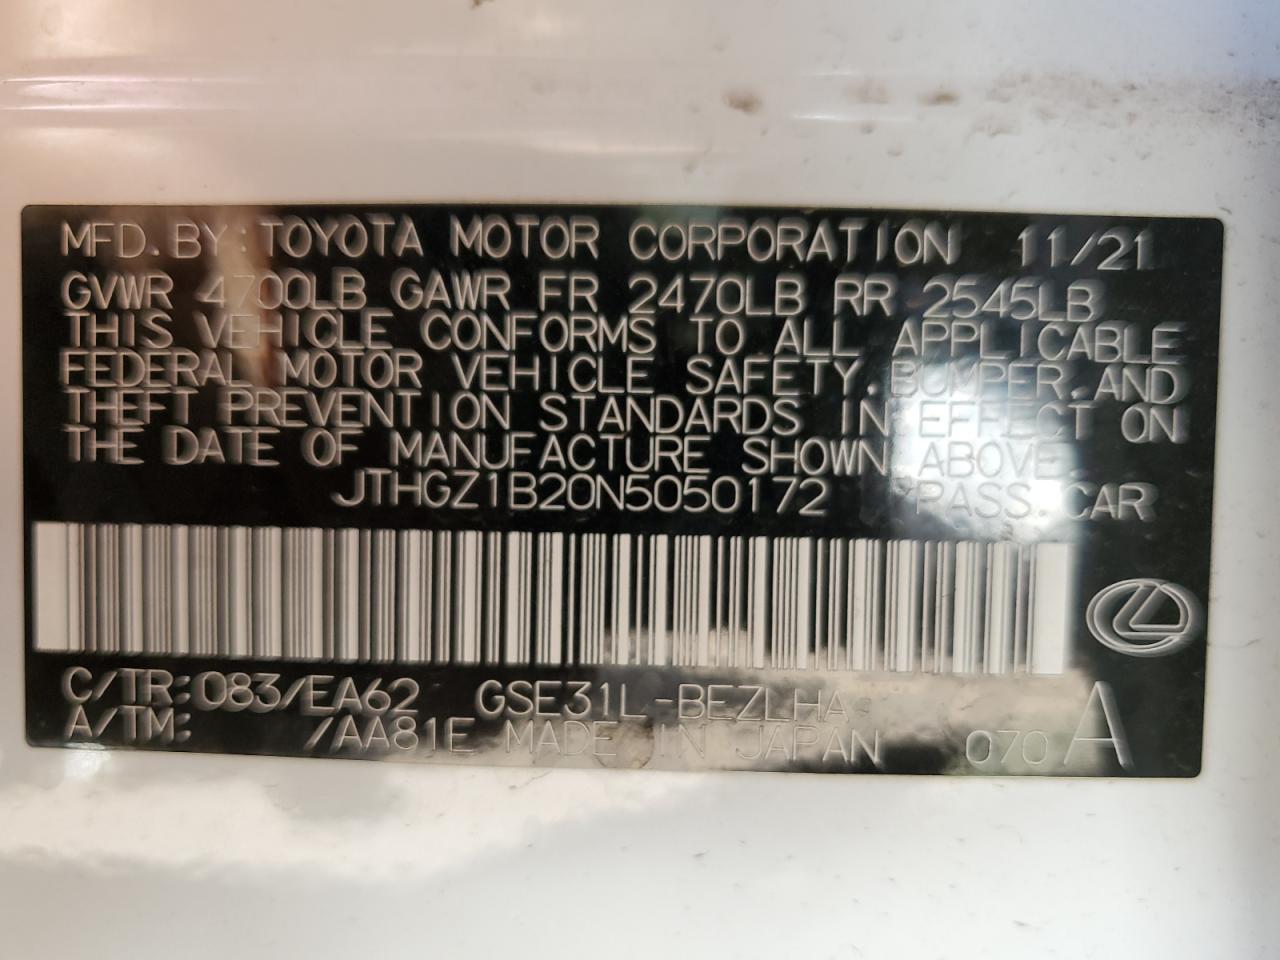 MFD. BY: TOYOTA MOTOR CORPORATION 11/21
GVWR 4700LB GAWR FR 2470LB RR 2545LB
THIS VEHICLE CONFORMS TO ALL APPLICABLE
FEDERAL MOTOR VEHICLE SAFETY, BUMPER, AND
THEFT PREVENTION STANDARDS IN EFFECT ON
THE DATE OF MANUFACTURE SHOWN ABOVE.
JTHGZ1B20N5050172 PASS. CAR
C/TR:083/EA62 GSE31L-BEZLHA
A/TM: /AA81E MADE IN JAPAN 070 A